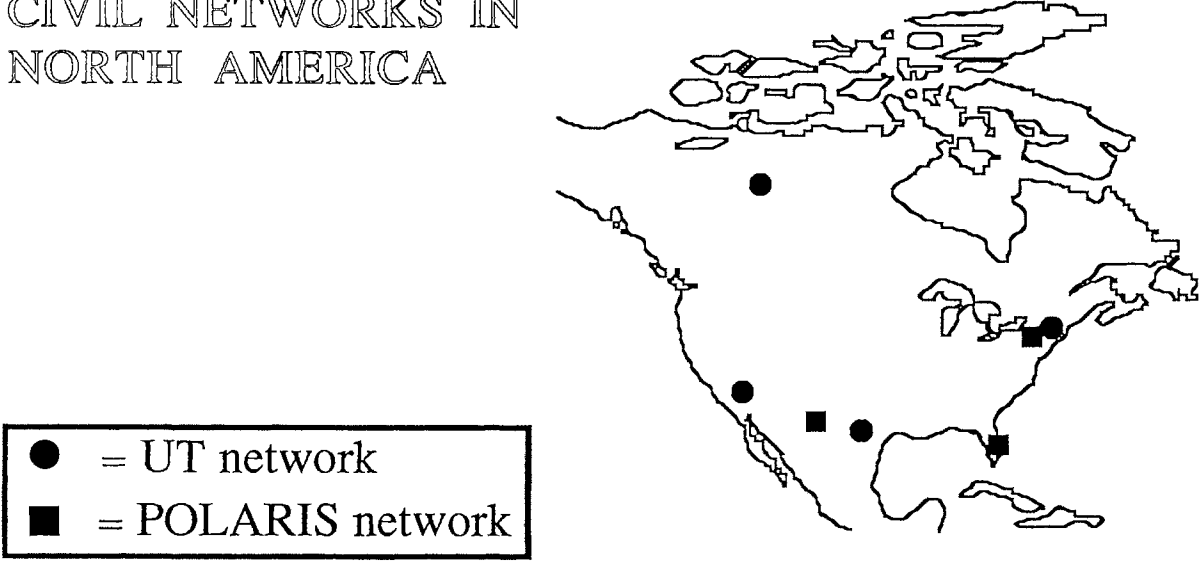 CIVIL NETWORKS IN
NORTH AMERICA
= UT network
= POLARIS network